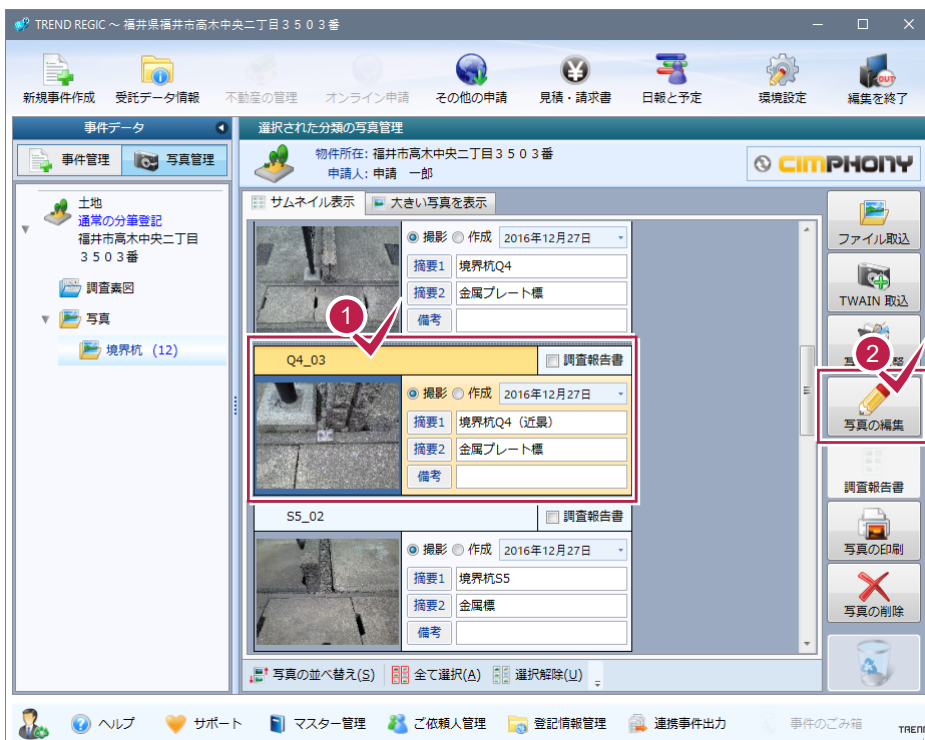 TREND REGIC ～ 福井県福井市高木中央二丁目３５０３番
新規事件作成 受託データ情報 不動産の管理 オンライン申請 その他の申請 見積・請求書 日報と予定 環境設定 編集を終了
事件データ
選択された分類の写真管理
事件管理 写真管理
物件所在: 福井市高木中央二丁目３５０３番
申請人: 申請　一郎
CIMPHONY
サムネイル表示 大きい写真を表示
土地
通常の分筆登記
福井市高木中央二丁目
３５０３番
調査素図
写真
境界杭 (12)
撮影 作成 2016年12月27日
摘要1 境界杭Q4
摘要2 金属プレート標
備考
1
Q4_03 調査報告書
撮影 作成 2016年12月27日
摘要1 境界杭Q4（近景）
摘要2 金属プレート標
備考
S5_02 調査報告書
撮影 作成 2016年12月27日
摘要1 境界杭S5
摘要2 金属標
備考
ファイル取込
TWAIN 取込
2
写真の編集
調査報告書
写真の印刷
写真の削除
写真の並べ替え(S) 全て選択(A) 選択解除(U)
ヘルプ サポート マスター管理 ご依頼人管理 登記情報管理 連携事件出力 事件のごみ箱